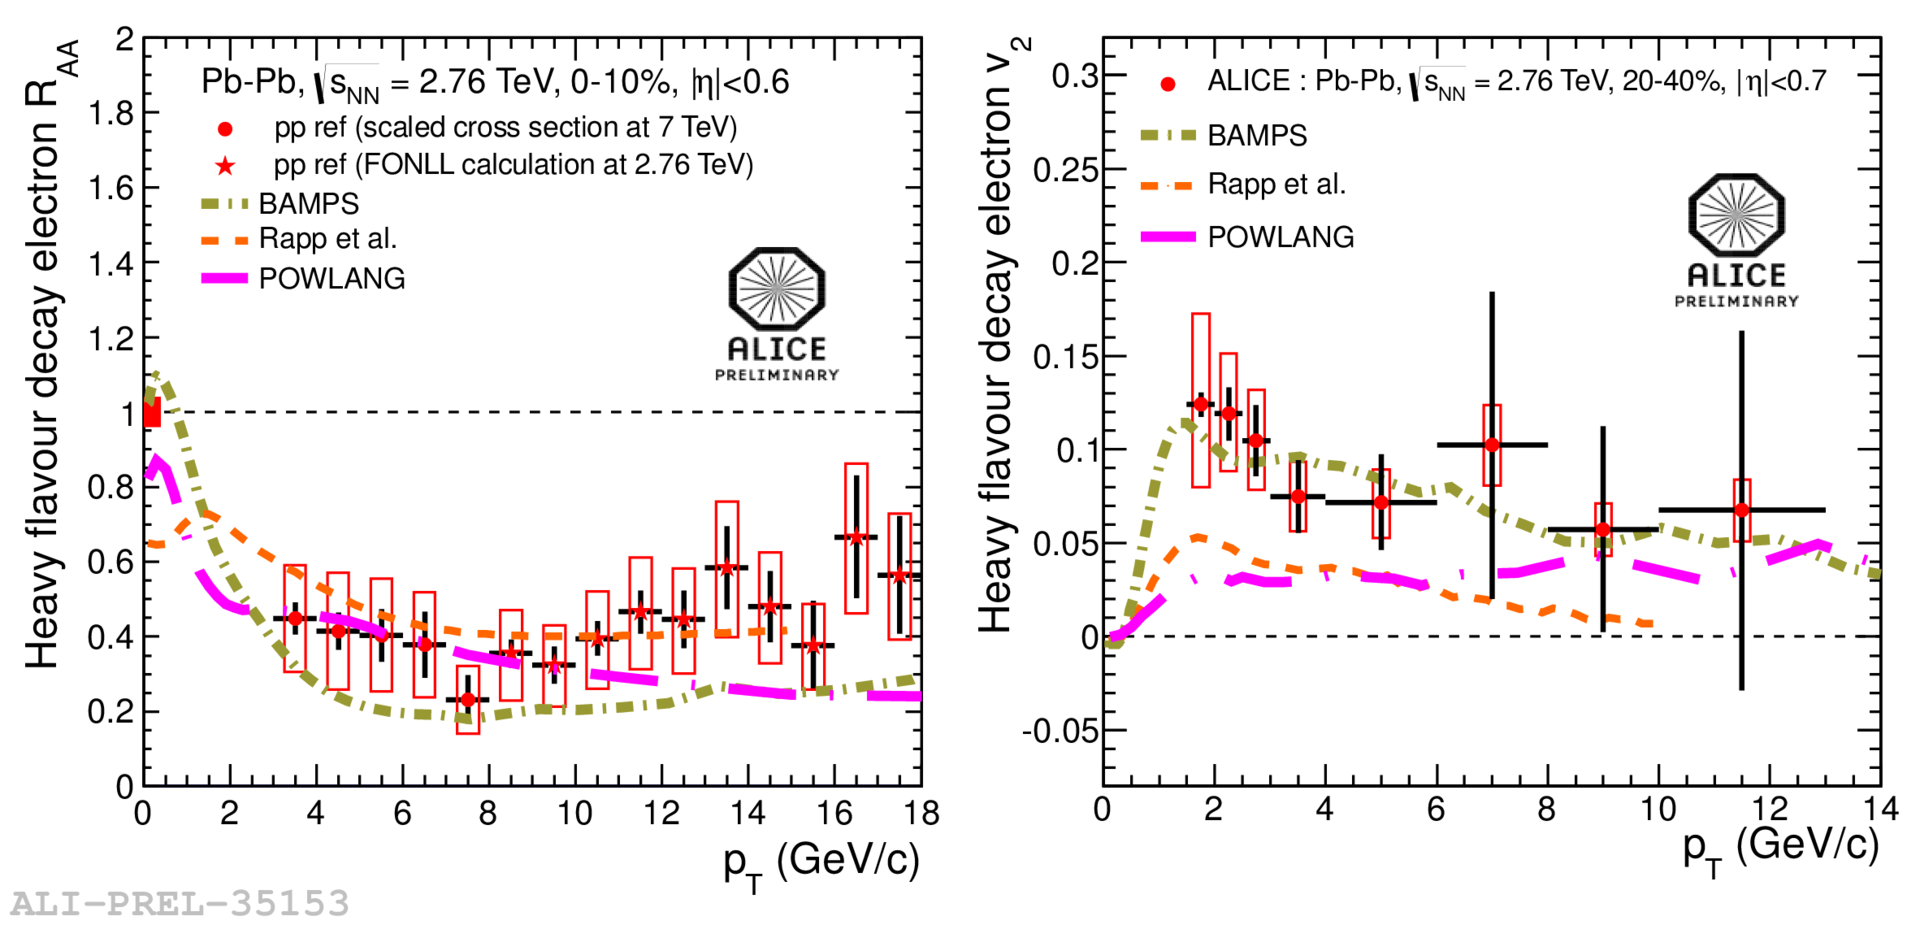 Heavy flavour decay electron R_AA
2
1.8
1.6
1.4
1.2
1
0.8
0.6
0.4
0.2
0
Pb-Pb, √s_NN = 2.76 TeV, 0-10%, |η|<0.6
pp ref (scaled cross section at 7 TeV)
pp ref (FONLL calculation at 2.76 TeV)
BAMPS
Rapp et al.
POWLANG
ALICE
PRELIMINARY
0 2 4 6 8 10 12 14 16 18
p_T (GeV/c)
Heavy flavour decay electron v_2
0.3
0.25
0.2
0.15
0.1
0.05
0
-0.05
ALICE : Pb-Pb, √s_NN = 2.76 TeV, 20-40%, |η|<0.7
BAMPS
Rapp et al.
POWLANG
ALICE
PRELIMINARY
0 2 4 6 8 10 12 14
p_T (GeV/c)
ALI-PREL-35153